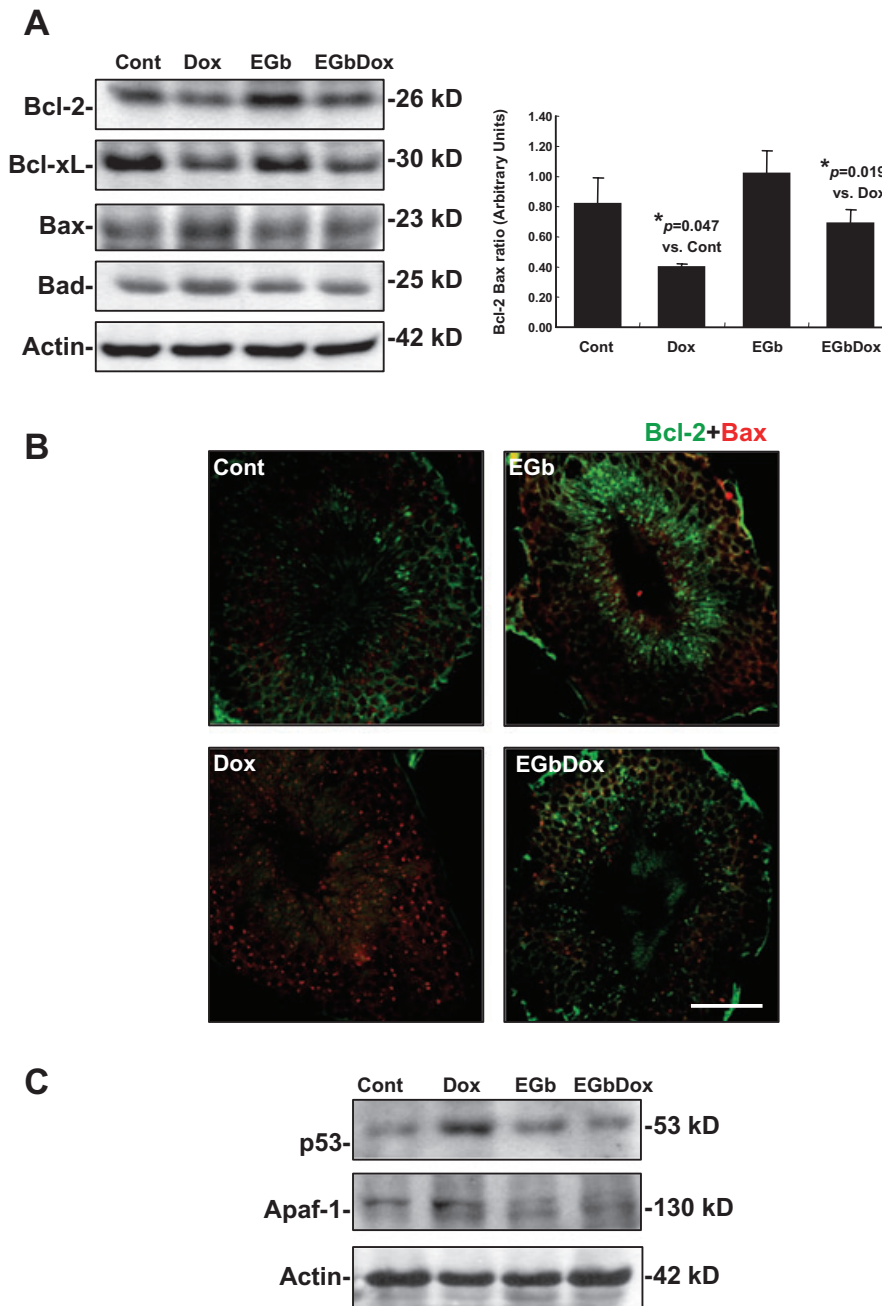 A
Cont Dox EGb EGbDox
Bcl-2- -26 kD
Bcl-xL- -30 kD
Bax- -23 kD
Bad- -25 kD
Actin- -42 kD
Bcl-2 Bax ratio (Arbitrary Units)
1.40
1.20
1.00
0.80
0.60
0.40
0.20
0.00
*p=0.047
vs. Cont
*p=0.019
vs. Dox
Cont Dox EGb EGbDox
B
Bcl-2+Bax
Cont EGb
Dox EGbDox
C
Cont Dox EGb EGbDox
p53- -53 kD
Apaf-1- -130 kD
Actin- -42 kD